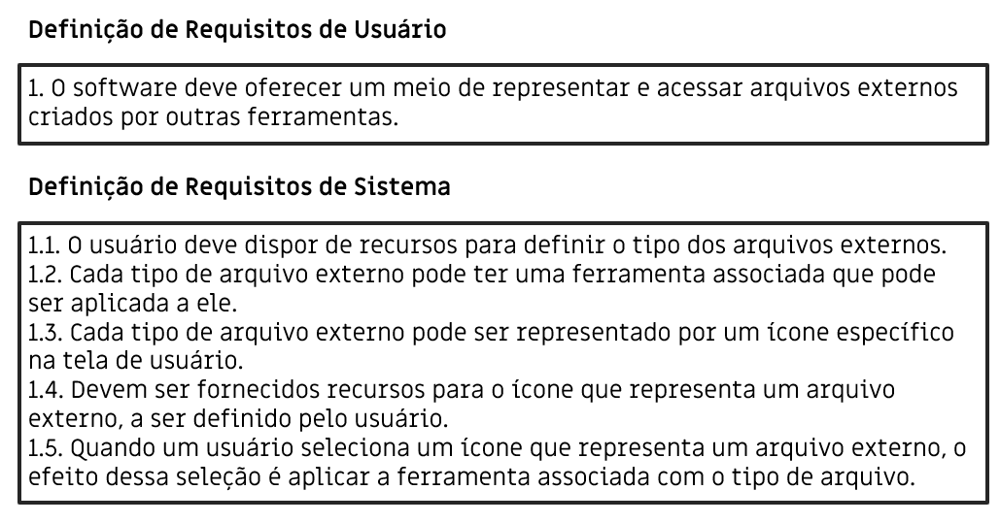 Definição de Requisitos de Usuário
1. O software deve oferecer um meio de representar e acessar arquivos externos
criados por outras ferramentas.
Definição de Requisitos de Sistema
1.1. O usuário deve dispor de recursos para definir o tipo dos arquivos externos.
1.2. Cada tipo de arquivo externo pode ter uma ferramenta associada que pode
ser aplicada a ele.
1.3. Cada tipo de arquivo externo pode ser representado por um ícone específico
na tela de usuário.
1.4. Devem ser fornecidos recursos para o ícone que representa um arquivo
externo, a ser definido pelo usuário.
1.5. Quando um usuário seleciona um ícone que representa um arquivo externo, o
efeito dessa seleção é aplicar a ferramenta associada com o tipo de arquivo.